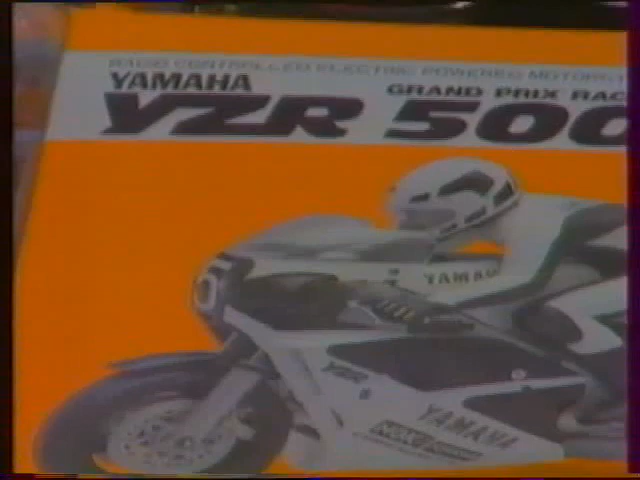 RADIO CONTROLLED ELECTRIC POWERED MOTORCY
YAMAHA
GRAND PRIX RAC
YZR 500
YAMAHA
YZR
YAMAHA